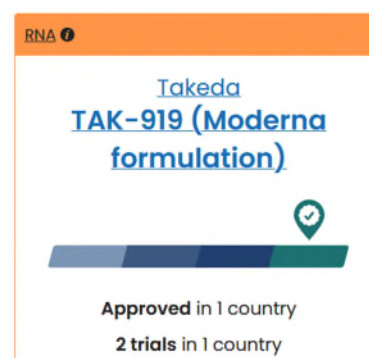 RNA i
Takeda
TAK-919 (Moderna
formulation)
Approved in 1 country
2 trials in 1 country